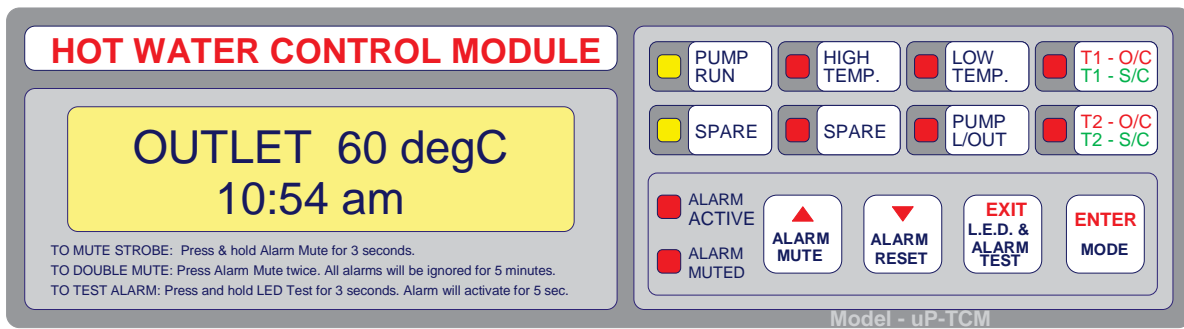 HOT WATER CONTROL MODULE
OUTLET 60 degC
10:54 am
TO MUTE STROBE: Press & hold Alarm Mute for 3 seconds.
TO DOUBLE MUTE: Press Alarm Mute twice. All alarms will be ignored for 5 minutes.
TO TEST ALARM: Press and hold LED Test for 3 seconds. Alarm will activate for 5 sec.
PUMP
RUN
HIGH
TEMP.
LOW
TEMP.
T1 - O/C
T1 - S/C
SPARE
SPARE
PUMP
L/OUT
T2 - O/C
T2 - S/C
ALARM
ACTIVE
ALARM
MUTED
ALARM
MUTE
ALARM
RESET
EXIT
L.E.D. &
ALARM
TEST
ENTER
MODE
Model - uP-TCM